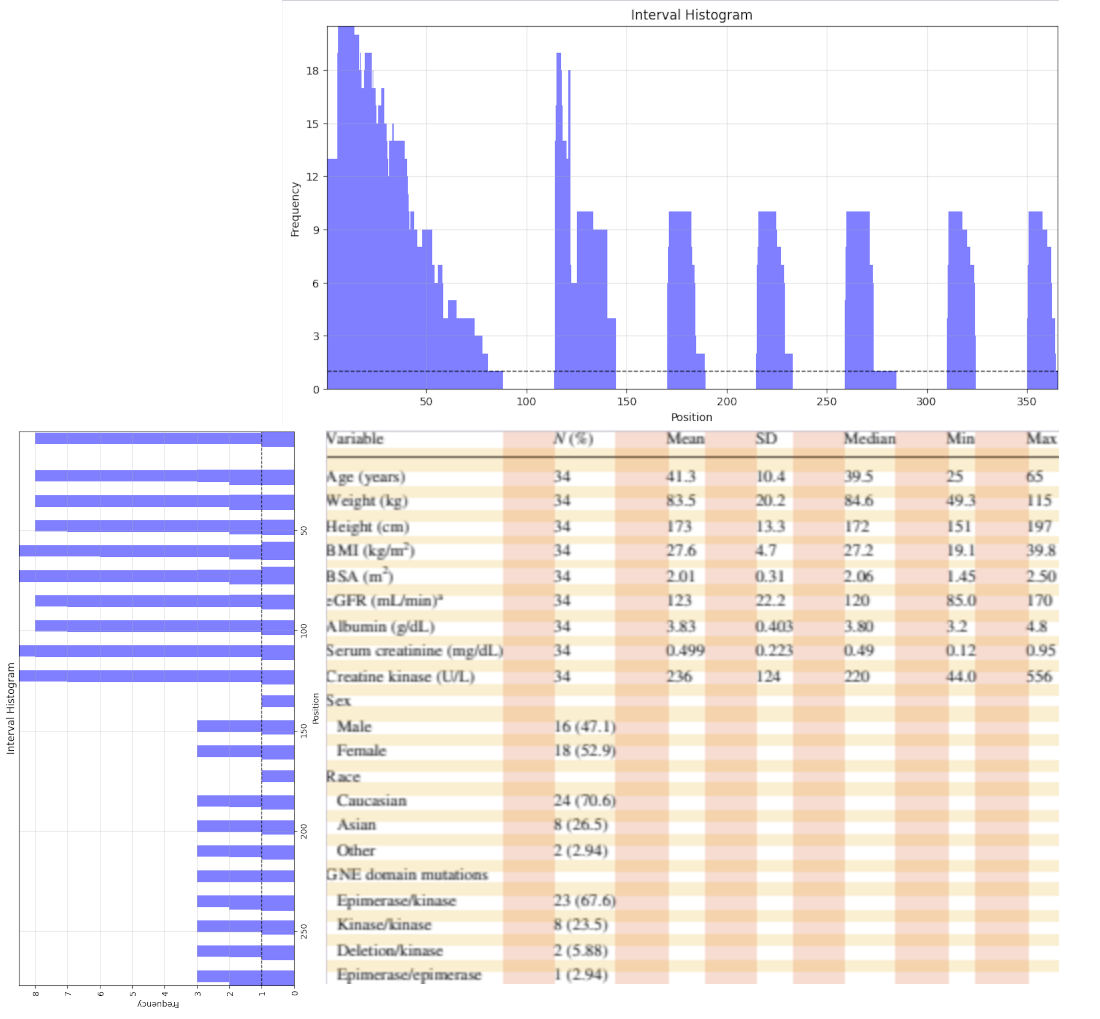 Interval Histogram
18
15
12
9
6
3
0
Frequency
50 100 150 200 250 300 350
Position
Interval Histogram
Position
50
100
150
200
250
8 7 6 5 4 3 2 1 0
Frequency
Variable N (%) Mean SD Median Min Max
Age (years) 34 41.3 10.4 39.5 25 65
Weight (kg) 34 83.5 20.2 84.6 49.3 115
Height (cm) 34 173 13.3 172 151 197
BMI (kg/m²) 34 27.6 4.7 27.2 19.1 39.8
BSA (m²) 34 2.01 0.31 2.06 1.45 2.50
eGFR (mL/min)ᵃ 34 123 22.2 120 85.0 170
Albumin (g/dL) 34 3.83 0.403 3.80 3.2 4.8
Serum creatinine (mg/dL) 34 0.499 0.223 0.49 0.12 0.95
Creatine kinase (U/L) 34 236 124 220 44.0 556
Sex
Male 16 (47.1)
Female 18 (52.9)
Race
Caucasian 24 (70.6)
Asian 8 (26.5)
Other 2 (2.94)
GNE domain mutations
Epimerase/kinase 23 (67.6)
Kinase/kinase 8 (23.5)
Deletion/kinase 2 (5.88)
Epimerase/epimerase 1 (2.94)